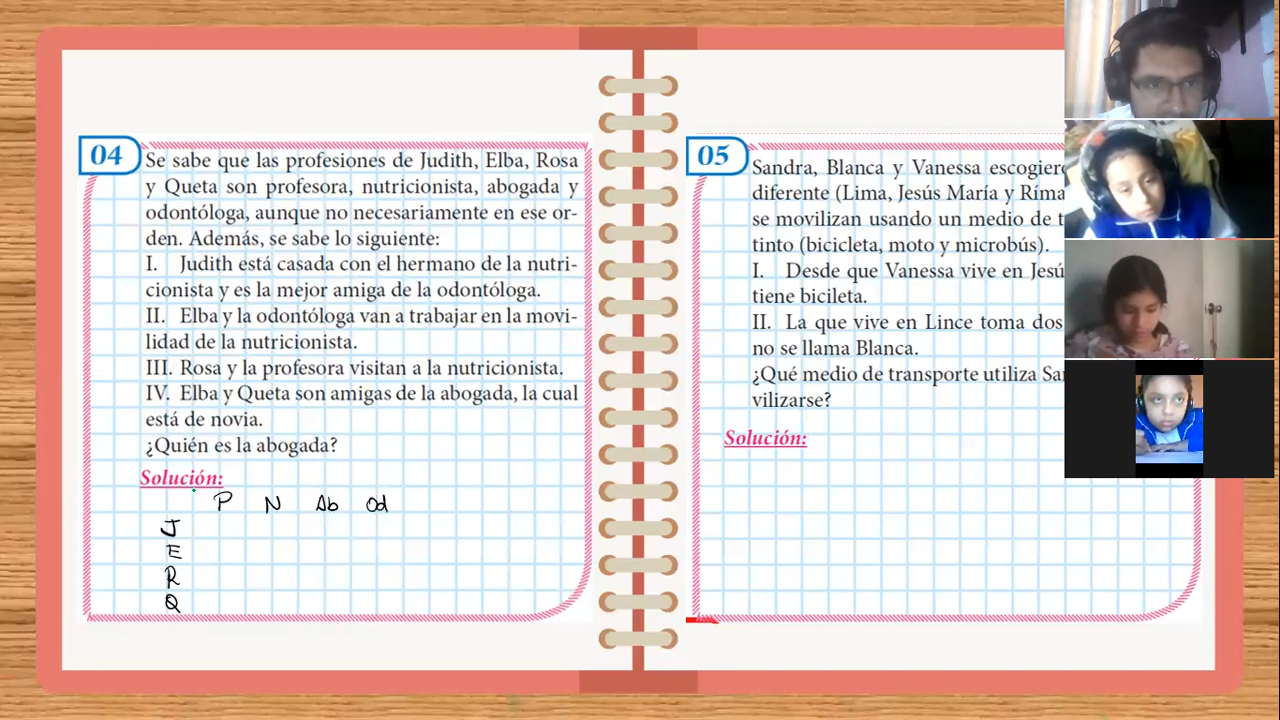 04
Se sabe que las profesiones de Judith, Elba, Rosa
y Queta son profesora, nutricionista, abogada y
odontóloga, aunque no necesariamente en ese or-
den. Además, se sabe lo siguiente:
I. Judith está casada con el hermano de la nutri-
cionista y es la mejor amiga de la odontóloga.
II. Elba y la odontóloga van a trabajar en la movi-
lidad de la nutricionista.
III. Rosa y la profesora visitan a la nutricionista.
IV. Elba y Queta son amigas de la abogada, la cual
está de novia.
¿Quién es la abogada?
Solución:
P N Ab Od
J
E
R
Q
05
Sandra, Blanca y Vanessa escogiero
diferente (Lima, Jesús María y Ríma
se movilizan usando un medio de t
tinto (bicicleta, moto y microbús).
I. Desde que Vanessa vive en Jesú
tiene bicileta.
II. La que vive en Lince toma dos
no se llama Blanca.
¿Qué medio de transporte utiliza Sa
vilizarse?
Solución: